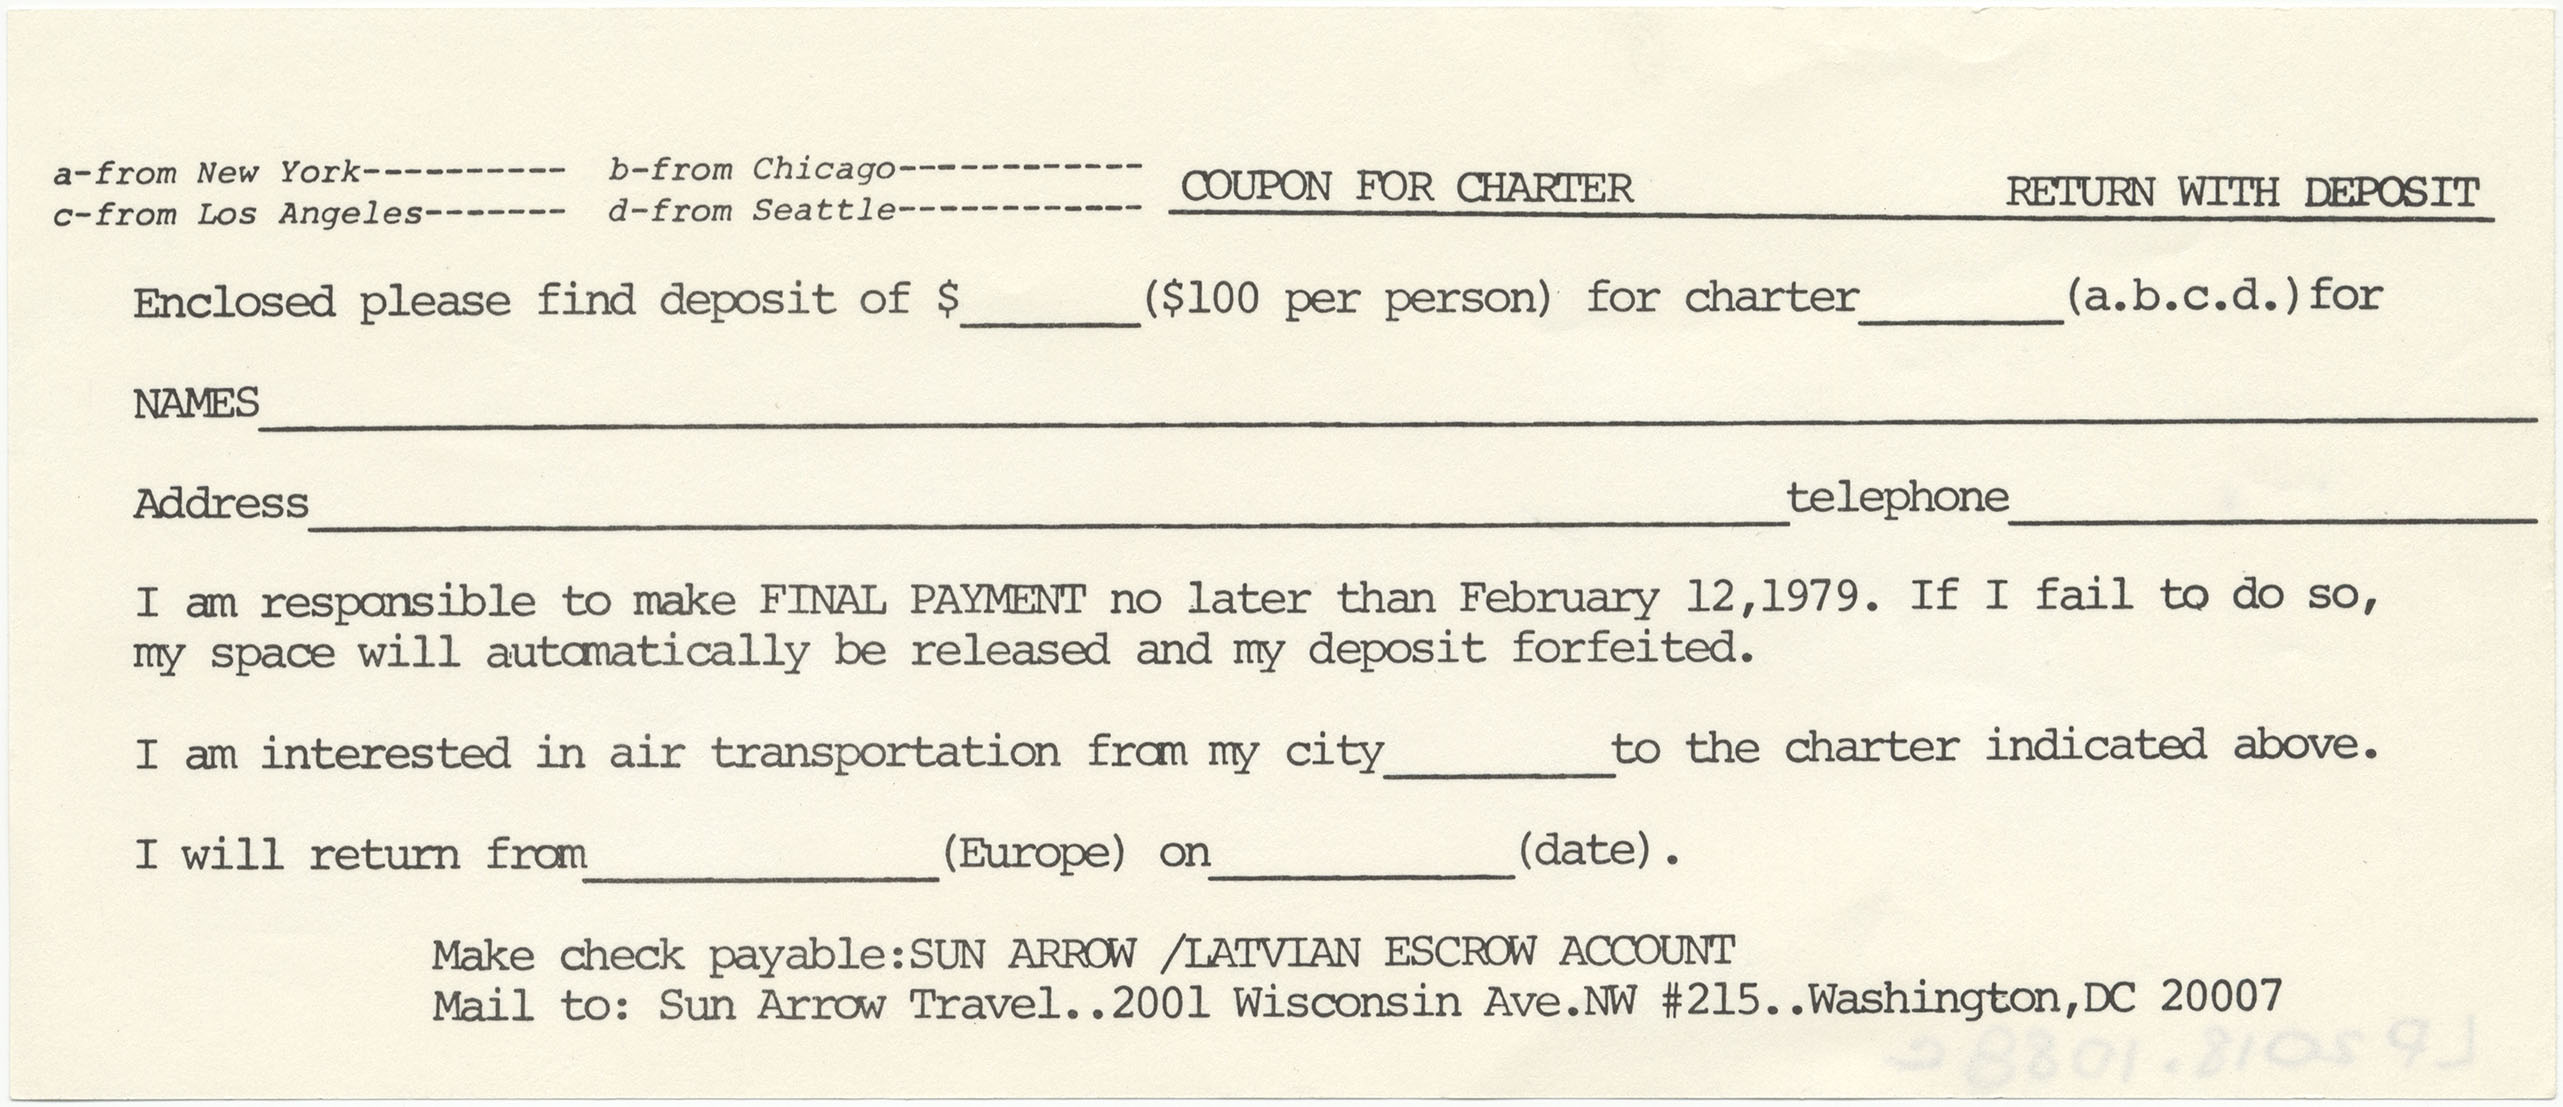 a-from New York---------- b-from Chicago------------
c-from Los Angeles------- d-from Seattle------------
COUPON FOR CHARTER RETURN WITH DEPOSIT
Enclosed please find deposit of $_______($100 per person) for charter________(a.b.c.d.)for
NAMES
Address telephone
I am responsible to make FINAL PAYMENT no later than February 12,1979. If I fail to do so,
my space will automatically be released and my deposit forfeited.
I am interested in air transportation from my city_________to the charter indicated above.
I will return from______________(Europe) on____________(date).
Make check payable:SUN ARROW /LATVIAN ESCROW ACCOUNT
Mail to: Sun Arrow Travel..2001 Wisconsin Ave.NW #215..Washington,DC 20007
LP2018.1088c